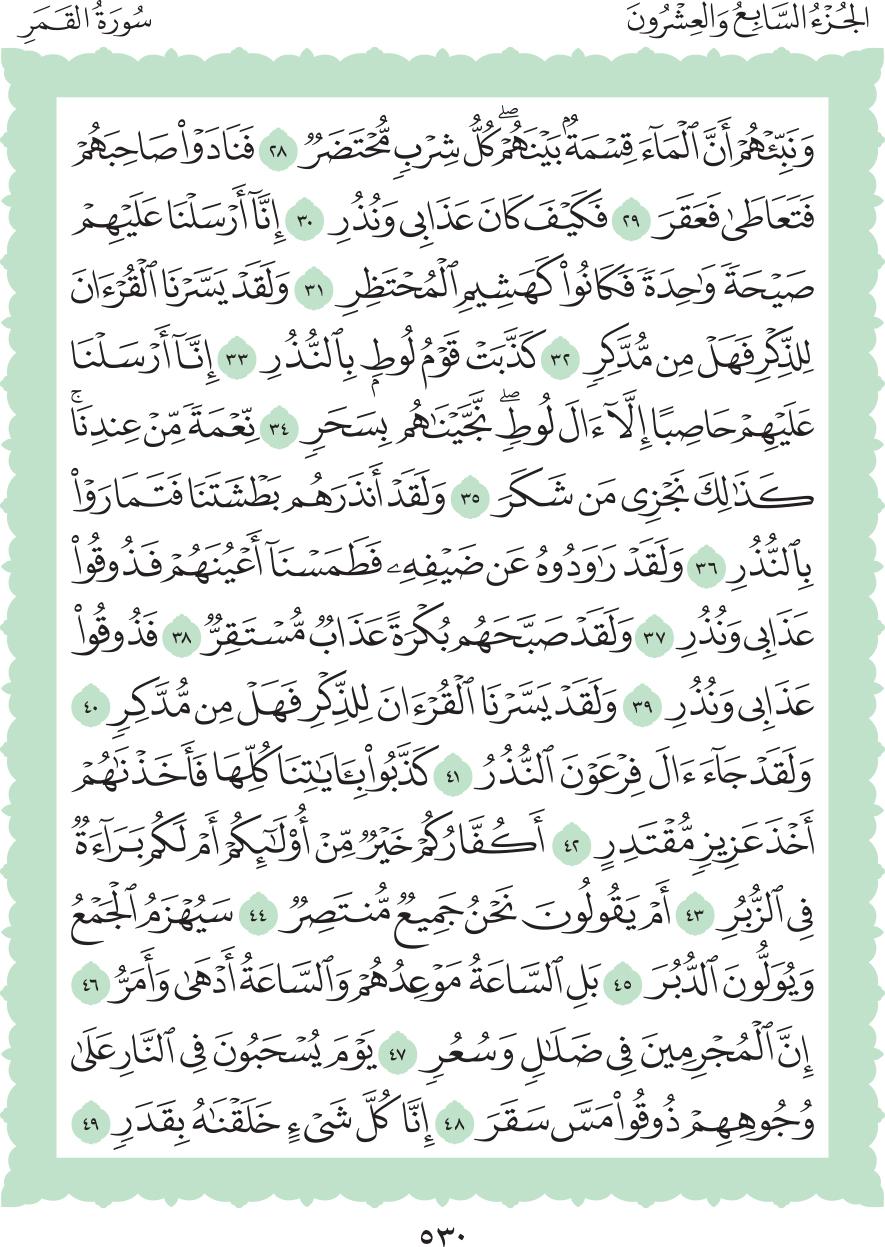 الجُزْءُ السَّابِعُ وَالعِشْرُونَ
سُورَةُ القَمَرِ
وَنَبِّئْهُمْ أَنَّ ٱلْمَآءَ قِسْمَةٌۢ بَيْنَهُمْۖ كُلُّ شِرْبٖ مُّحْتَضَرٞ ٢٨ فَنَادَوْاْ صَاحِبَهُمْ
فَتَعَاطَىٰ فَعَقَرَ ٢٩ فَكَيْفَ كَانَ عَذَابِى وَنُذُرِ ٣٠ إِنَّآ أَرْسَلْنَا عَلَيْهِمْ
صَيْحَةٗ وَٰحِدَةٗ فَكَانُواْ كَهَشِيمِ ٱلْمُحْتَظِرِ ٣١ وَلَقَدْ يَسَّرْنَا ٱلْقُرْءَانَ
لِلذِّكْرِ فَهَلْ مِن مُّدَّكِرٖ ٣٢ كَذَّبَتْ قَوْمُ لُوطِۭ بِٱلنُّذُرِ ٣٣ إِنَّآ أَرْسَلْنَا
عَلَيْهِمْ حَاصِبًا إِلَّآ ءَالَ لُوطٖۖ نَّجَّيْنَٰهُم بِسَحَرٖ ٣٤ نِّعْمَةٗ مِّنْ عِندِنَاۚ
كَذَٰلِكَ نَجْزِى مَن شَكَرَ ٣٥ وَلَقَدْ أَنذَرَهُم بَطْشَتَنَا فَتَمَارَوْاْ
بِٱلنُّذُرِ ٣٦ وَلَقَدْ رَٰوَدُوهُ عَن ضَيْفِهِۦ فَطَمَسْنَآ أَعْيُنَهُمْ فَذُوقُواْ
عَذَابِى وَنُذُرِ ٣٧ وَلَقَدْ صَبَّحَهُم بُكْرَةً عَذَابٞ مُّسْتَقِرّٞ ٣٨ فَذُوقُواْ
عَذَابِى وَنُذُرِ ٣٩ وَلَقَدْ يَسَّرْنَا ٱلْقُرْءَانَ لِلذِّكْرِ فَهَلْ مِن مُّدَّكِرٖ ٤٠
وَلَقَدْ جَآءَ ءَالَ فِرْعَوْنَ ٱلنُّذُرُ ٤١ كَذَّبُواْ بِـَٔايَٰتِنَا كُلِّهَا فَأَخَذْنَٰهُمْ
أَخْذَ عَزِيزٖ مُّقْتَدِرٍ ٤٢ أَكُفَّارُكُمْ خَيْرٞ مِّنْ أُوْلَٰٓئِكُمْ أَمْ لَكُم بَرَآءَةٞ
فِى ٱلزُّبُرِ ٤٣ أَمْ يَقُولُونَ نَحْنُ جَمِيعٞ مُّنتَصِرٞ ٤٤ سَيُهْزَمُ ٱلْجَمْعُ
وَيُوَلُّونَ ٱلدُّبُرَ ٤٥ بَلِ ٱلسَّاعَةُ مَوْعِدُهُمْ وَٱلسَّاعَةُ أَدْهَىٰ وَأَمَرُّ ٤٦
إِنَّ ٱلْمُجْرِمِينَ فِى ضَلَٰلٖ وَسُعُرٖ ٤٧ يَوْمَ يُسْحَبُونَ فِى ٱلنَّارِ عَلَىٰ
وُجُوهِهِمْ ذُوقُواْ مَسَّ سَقَرَ ٤٨ إِنَّا كُلَّ شَىْءٍ خَلَقْنَٰهُ بِقَدَرٖ ٤٩
٥٣٠